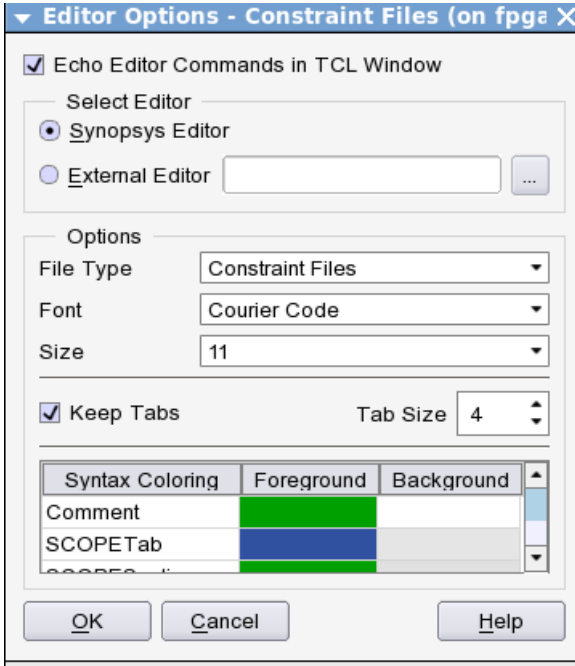 Editor Options - Constraint Files (on fpga
Echo Editor Commands in TCL Window
Select Editor
Synopsys Editor
External Editor ...
Options
File Type Constraint Files
Font Courier Code
Size 11
Keep Tabs Tab Size 4
Syntax Coloring Foreground Background
Comment
SCOPETab
OK Cancel Help